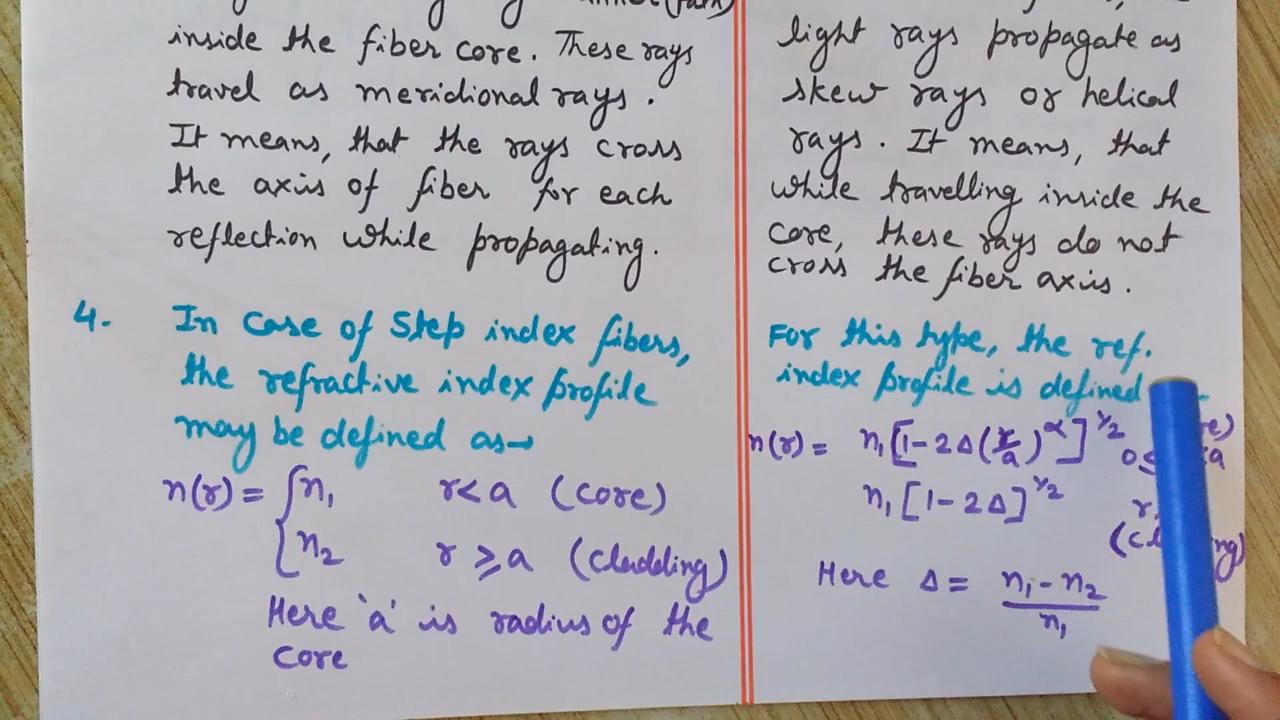 inside the fiber core. These rays
travel as meridional rays.
It means, that the rays cross
the axis of fiber for each
reflection while propagating.
4. In case of Step index fibers,
the refractive index profile
may be defined as→
n(r) = { n₁ r < a (core)
n₂ r ⩾ a (cladding)
Here 'a' is radius of the
core
light rays propagate as
skew rays or helical
rays. It means, that
while travelling inside the
core, these rays do not
cross the fiber axis.
For this type, the ref.
index profile is defined
n(r) = n₁[1-2Δ(r/a)^α]^1/2
n₁[1-2Δ]^1/2
Here Δ = n₁-n₂/n₁